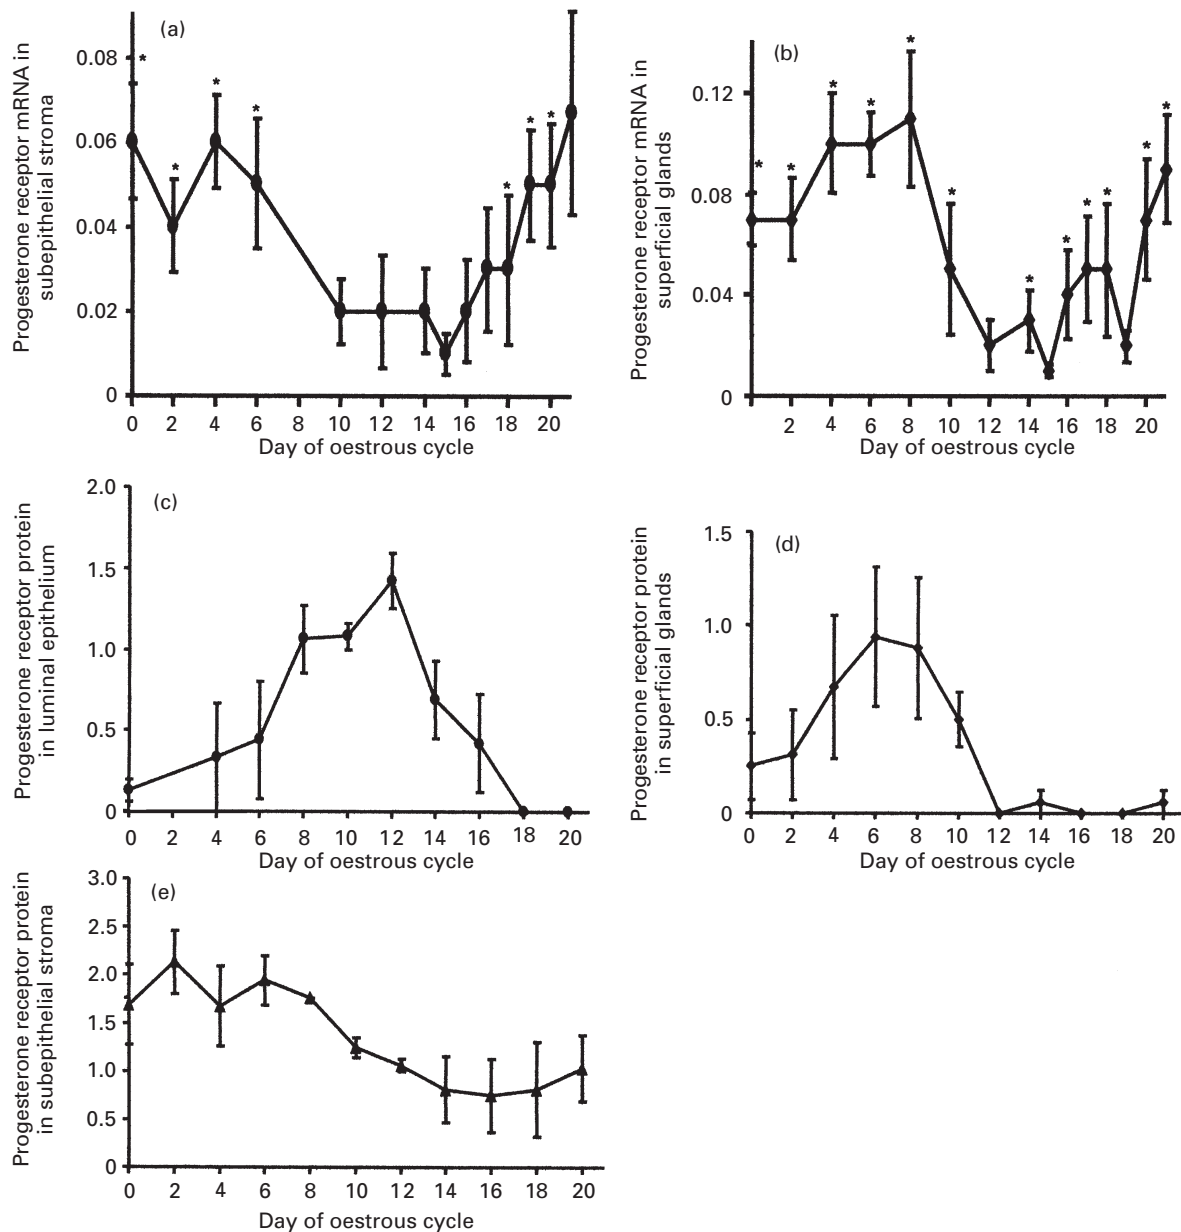 (a)
Progesterone receptor mRNA in
subepithelial stroma
0.08
0.06
0.04
0.02
0
*
*
*
*
*
*
*
0 2 4 6 8 10 12 14 16 18 20
Day of oestrous cycle
(b)
Progesterone receptor mRNA in
superficial glands
0.12
0.08
0.04
0
*
*
*
*
*
*
*
*
*
*
*
*
2 4 6 8 10 12 14 16 18 20
Day of oestrous cycle
(c)
Progesterone receptor protein
in luminal epithelium
2.0
1.5
1.0
0.5
0
0 2 4 6 8 10 12 14 16 18 20
Day of oestrous cycle
(d)
Progesterone receptor protein
in superficial glands
1.5
1.0
0.5
0
0 2 4 6 8 10 12 14 16 18 20
Day of oestrous cycle
(e)
Progesterone receptor protein
in subepithelial stroma
3.0
2.5
2.0
1.5
1.0
0.5
0
0 2 4 6 8 10 12 14 16 18 20
Day of oestrous cycle